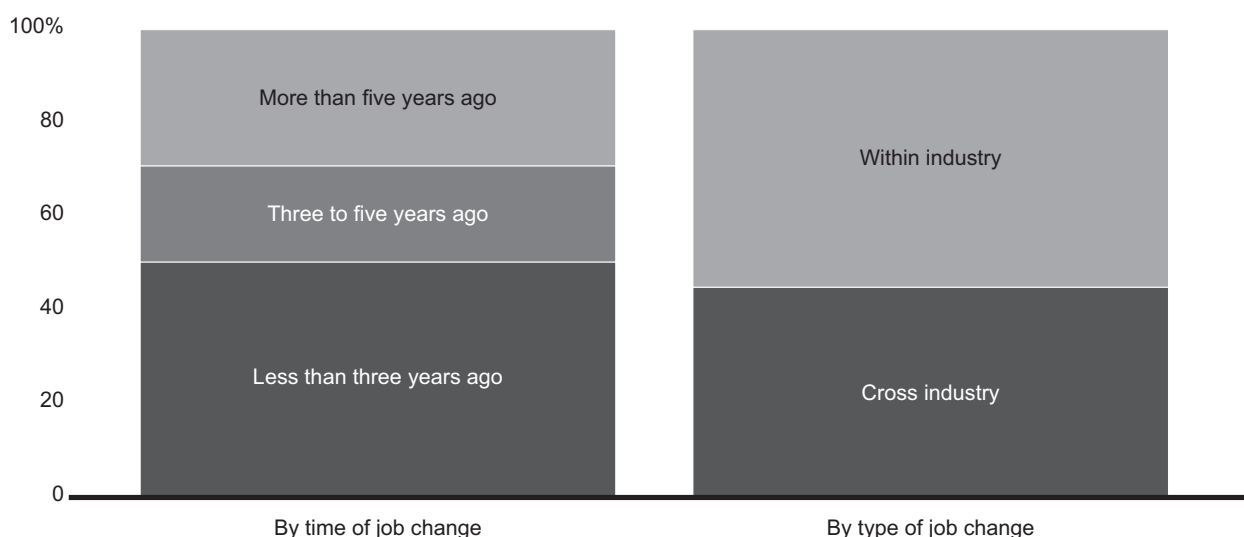 100%
80
60
40
20
0
More than five years ago
Three to five years ago
Less than three years ago
Within industry
Cross industry
By time of job change
By type of job change